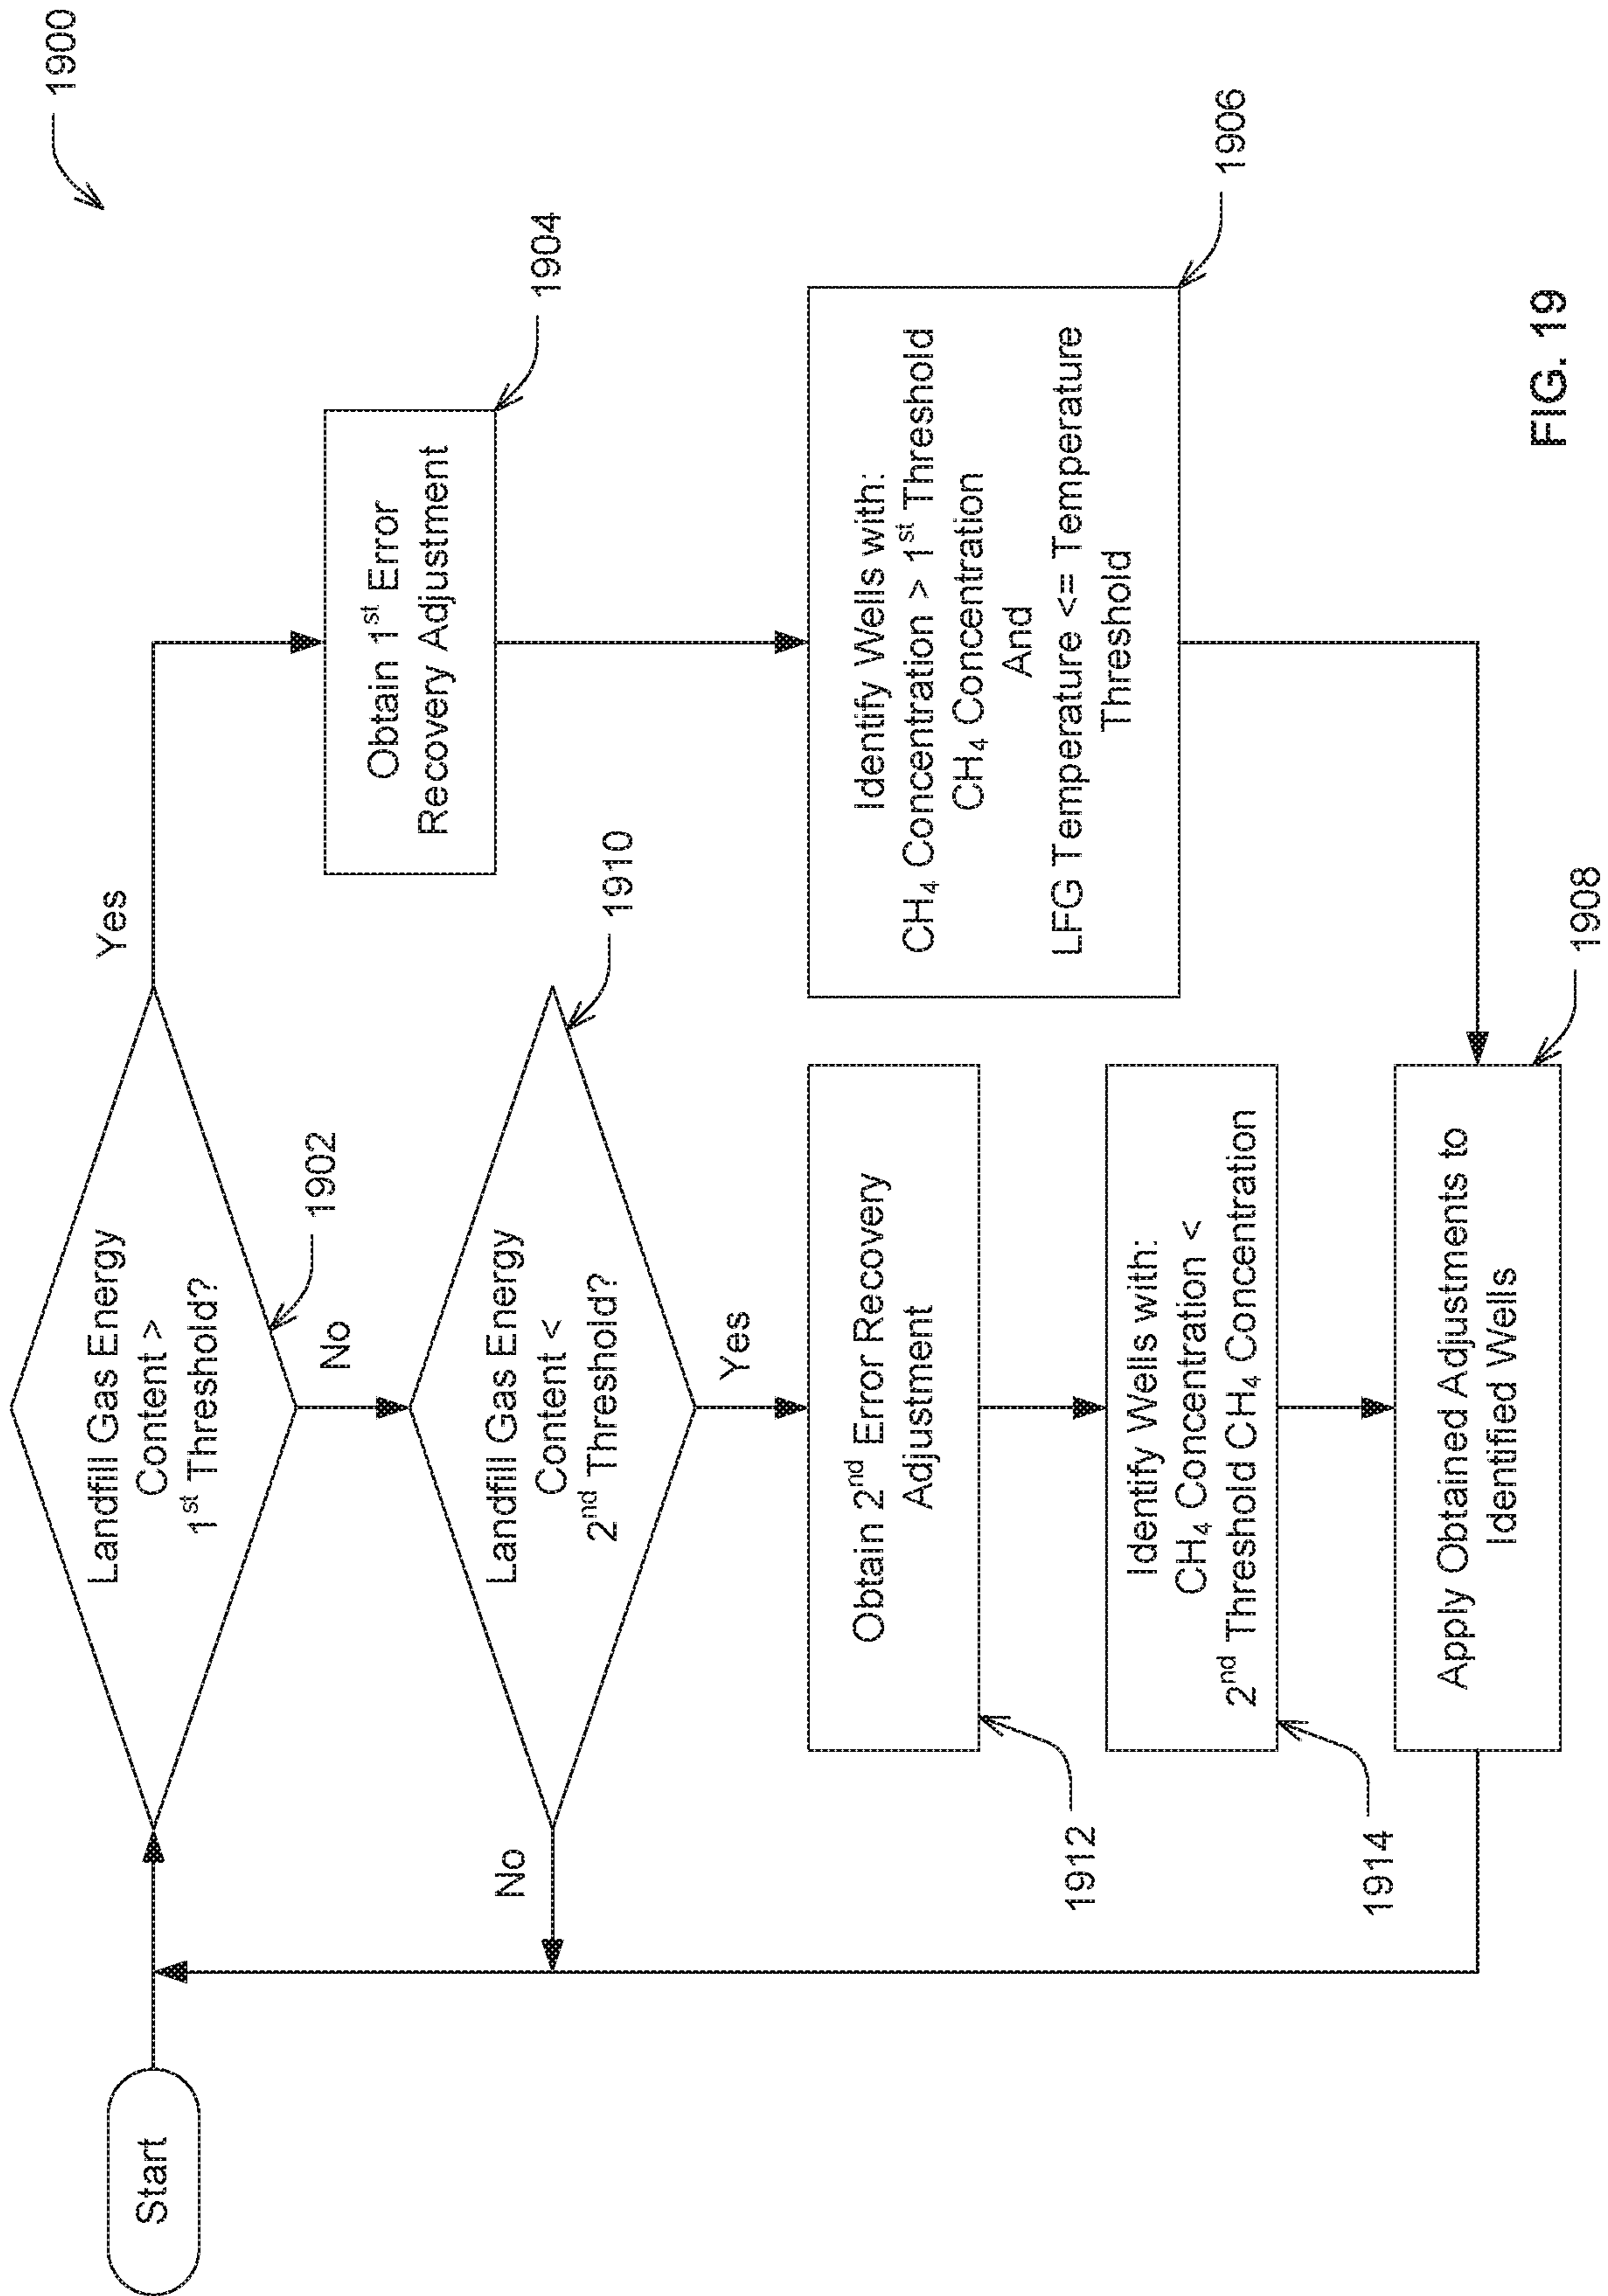 1900
Start
Landfill Gas Energy
Content >
1st Threshold?
1902
Yes
No
Obtain 1st Error
Recovery Adjustment
1904
Landfill Gas Energy
Content <
2nd Threshold?
1910
No
Yes
Identify Wells with:
CH4 Concentration > 1st Threshold
CH4 Concentration
And
LFG Temperature <= Temperature
Threshold
1906
Obtain 2nd Error Recovery
Adjustment
1912
Identify Wells with:
CH4 Concentration <
2nd Threshold CH4 Concentration
1914
Apply Obtained Adjustments to
Identified Wells
1908
FIG. 19